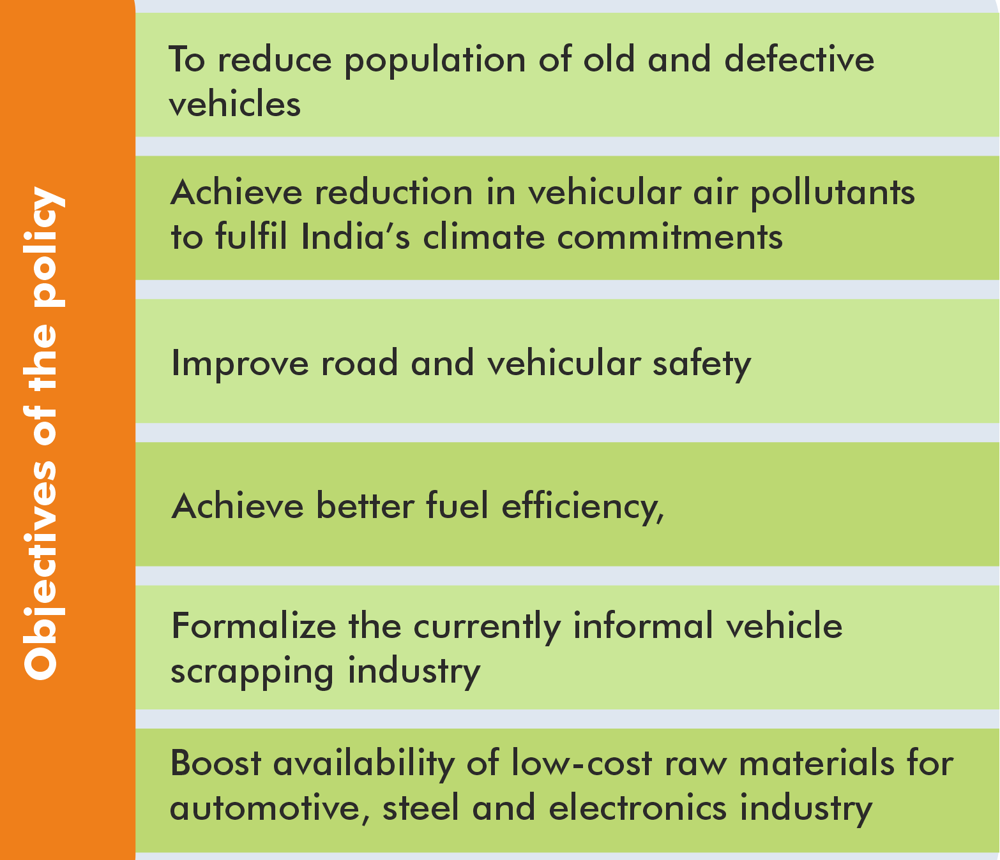 Objectives of the policy
To reduce population of old and defective
vehicles
Achieve reduction in vehicular air pollutants
to fulfil India’s climate commitments
Improve road and vehicular safety
Achieve better fuel efficiency,
Formalize the currently informal vehicle
scrapping industry
Boost availability of low-cost raw materials for
automotive, steel and electronics industry